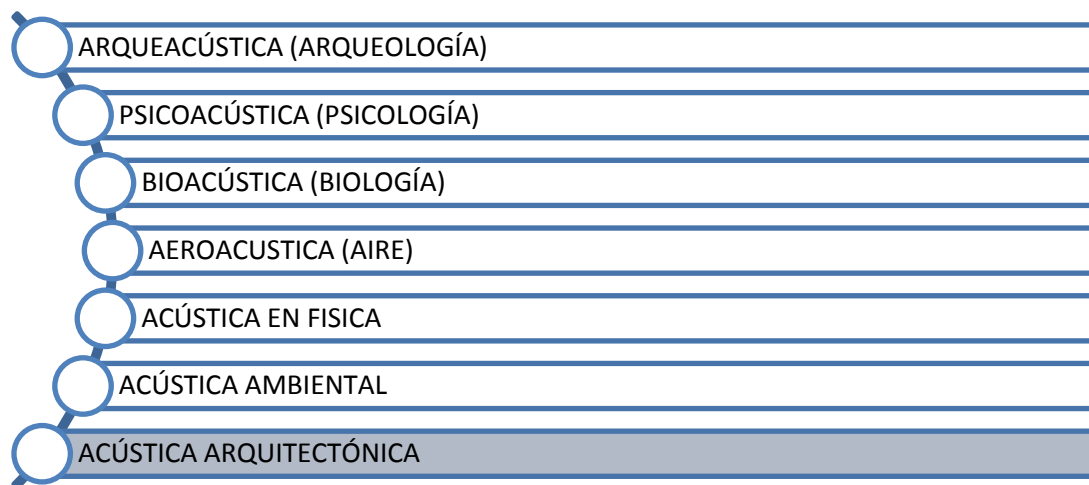 ARQUEACÚSTICA (ARQUEOLOGÍA)
PSICOACÚSTICA (PSICOLOGÍA)
BIOACÚSTICA (BIOLOGÍA)
AEROACUSTICA (AIRE)
ACÚSTICA EN FISICA
ACÚSTICA AMBIENTAL
ACÚSTICA ARQUITECTÓNICA